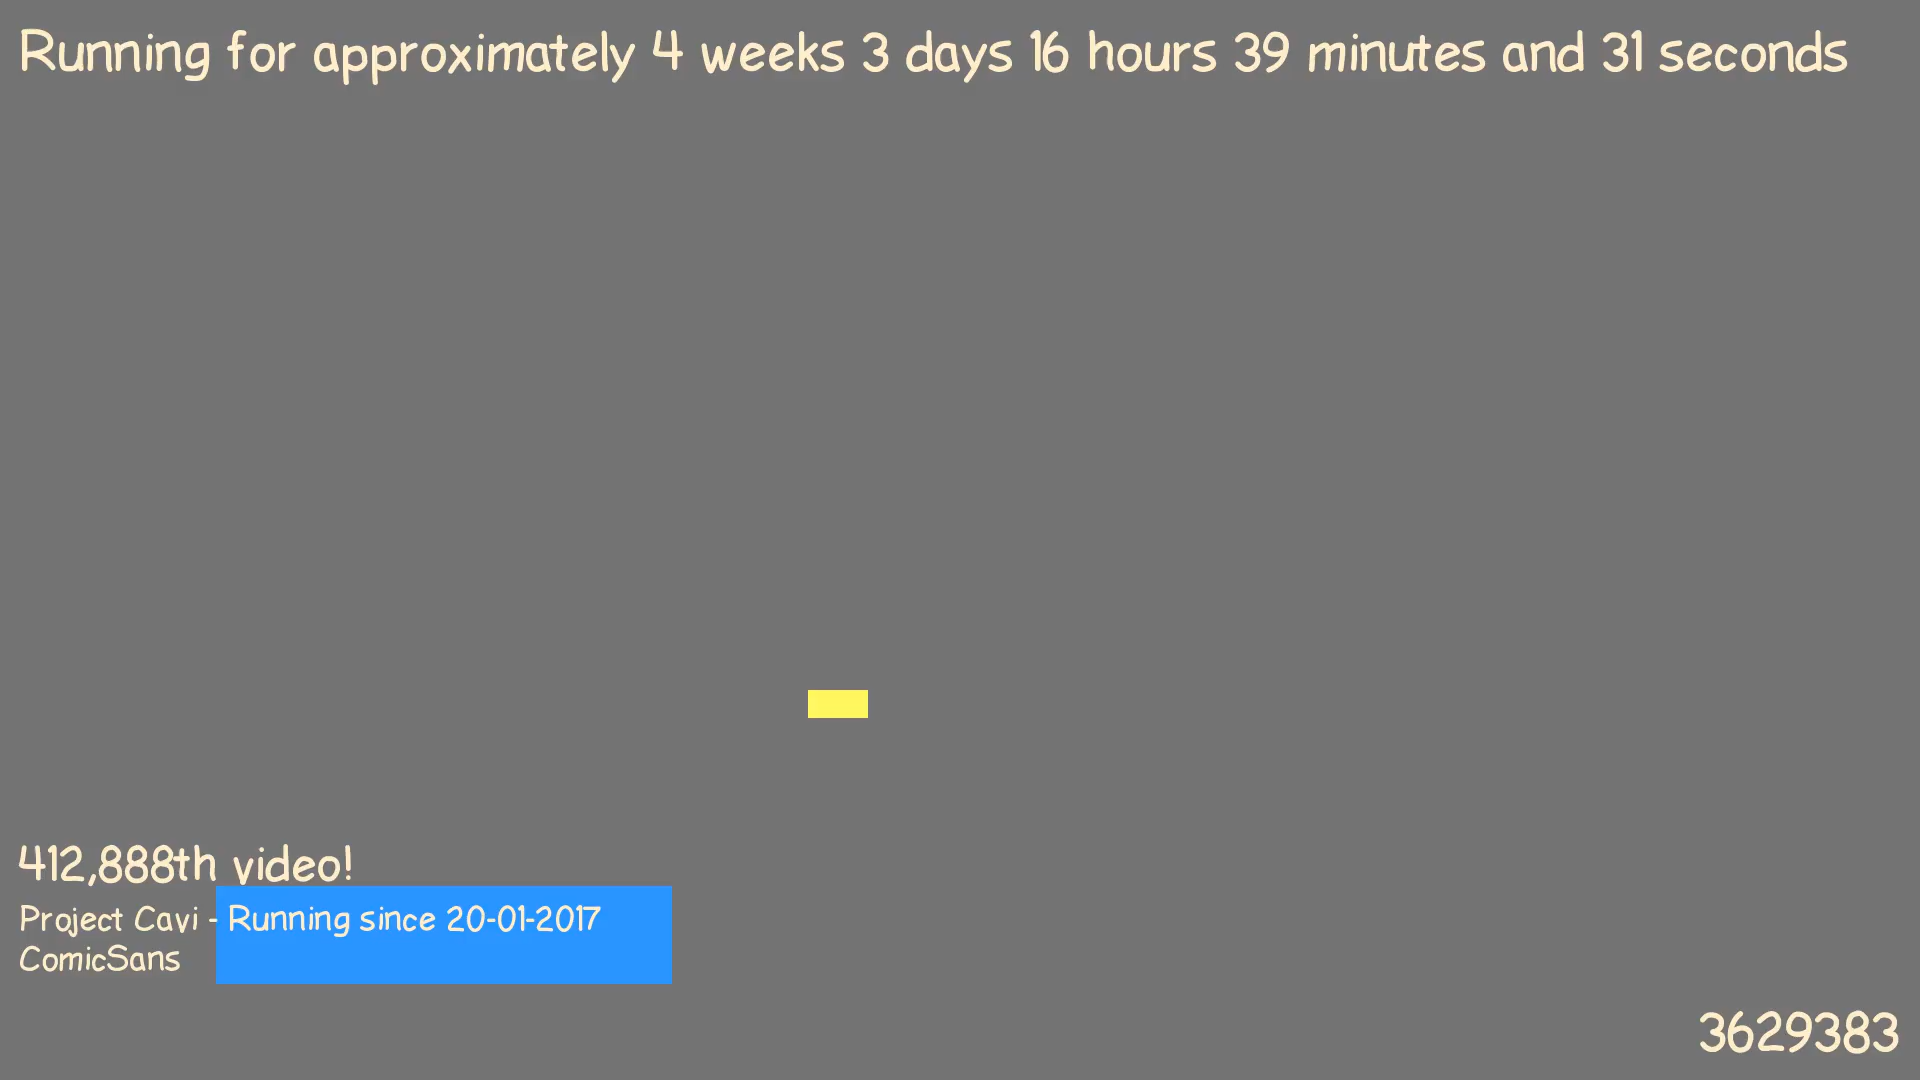 Running for approximately 4 weeks 3 days 16 hours 39 minutes and 31 seconds
412,888th video!
Project Cavi - Running since 20-01-2017
ComicSans
3629383